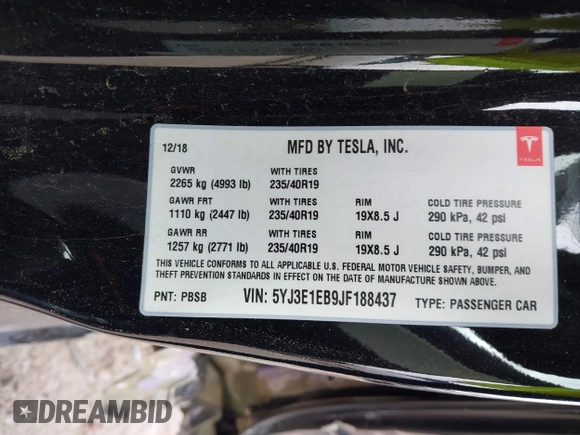 12/18 MFD BY TESLA, INC.
TESLA
GVWR WITH TIRES
2265 kg (4993 lb) 235/40R19
GAWR FRT WITH TIRES RIM COLD TIRE PRESSURE
1110 kg (2447 lb) 235/40R19 19X8.5 J 290 kPa, 42 psi
GAWR RR WITH TIRES RIM COLD TIRE PRESSURE
1257 kg (2771 lb) 235/40R19 19X8.5 J 290 kPa, 42 psi
THIS VEHICLE CONFORMS TO ALL APPLICABLE U.S. FEDERAL MOTOR VEHICLE SAFETY, BUMPER, AND
THEFT PREVENTION STANDARDS IN EFFECT ON THE DATE OF MANUFACTURE SHOWN ABOVE.
PNT: PBSB VIN: 5YJ3E1EB9JF188437 TYPE: PASSENGER CAR
DREAMBID